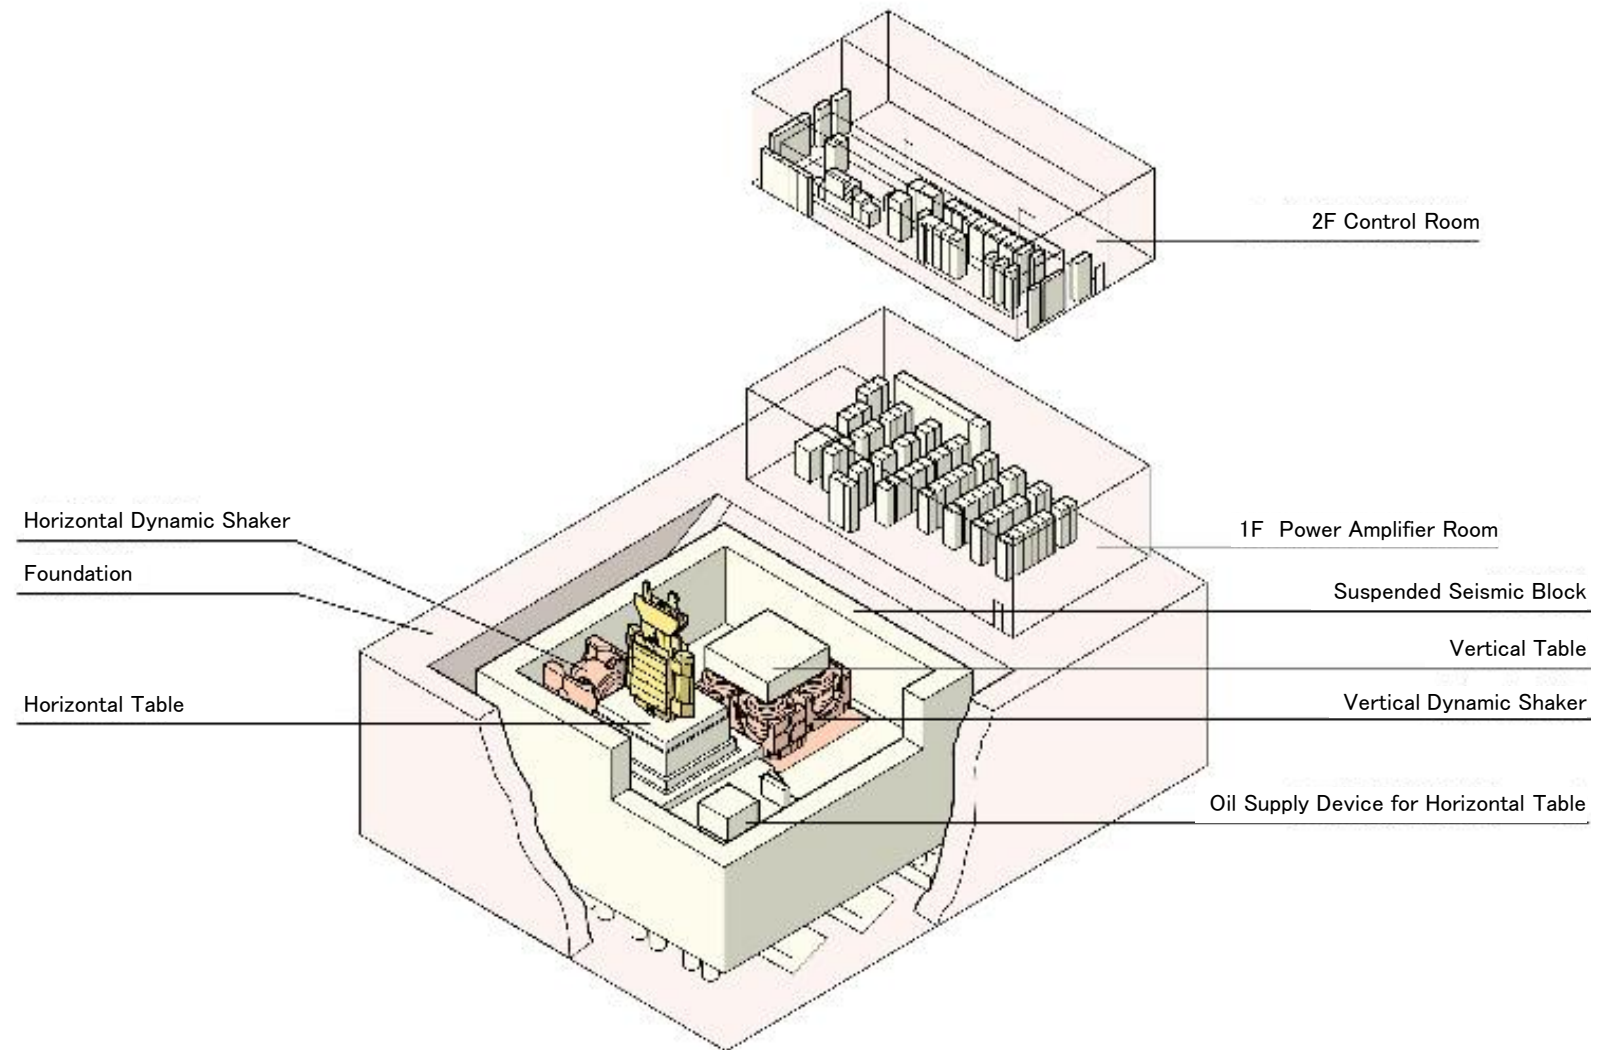 2F Control Room
Horizontal Dynamic Shaker
1F Power Amplifier Room
Foundation
Suspended Seismic Block
Vertical Table
Horizontal Table
Vertical Dynamic Shaker
Oil Supply Device for Horizontal Table